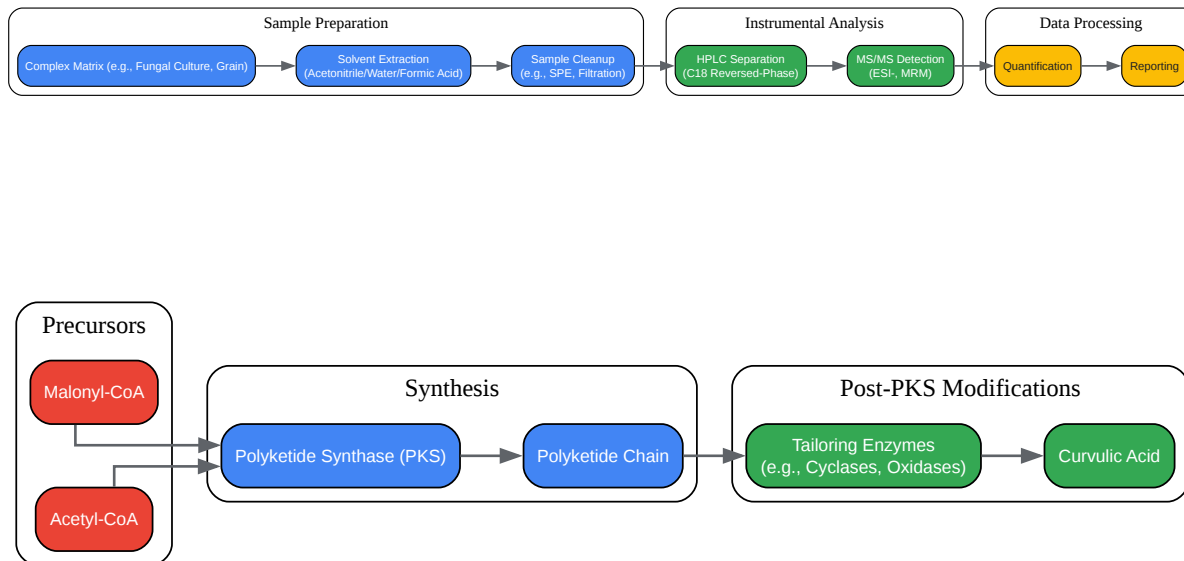 Sample Preparation
Complex Matrix (e.g., Fungal Culture, Grain)
Solvent Extraction
(Acetonitrile/Water/Formic Acid)
Sample Cleanup
(e.g., SPE, Filtration)
Instrumental Analysis
HPLC Separation
(C18 Reversed-Phase)
MS/MS Detection
(ESI-, MRM)
Data Processing
Quantification
Reporting
Precursors
Malonyl-CoA
Acetyl-CoA
Synthesis
Polyketide Synthase (PKS)
Polyketide Chain
Post-PKS Modifications
Tailoring Enzymes
(e.g., Cyclases, Oxidases)
Curvulic Acid